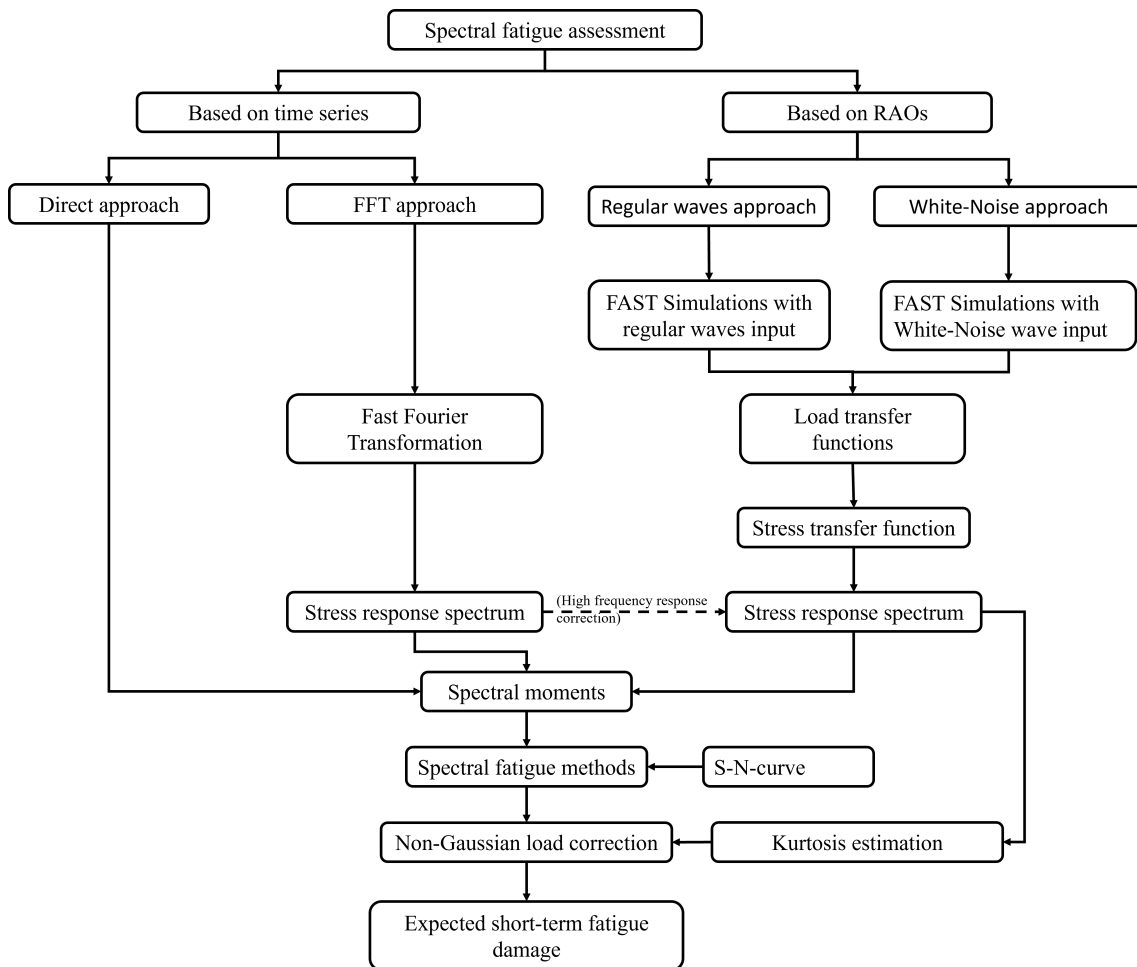 Spectral fatigue assessment
Based on time series
Based on RAOs
Direct approach
FFT approach
Regular waves approach
White-Noise approach
FAST Simulations with
regular waves input
FAST Simulations with
White-Noise wave input
Fast Fourier
Transformation
Load transfer
functions
Stress transfer function
Stress response spectrum
(High frequency response
correction)
Stress response spectrum
Spectral moments
Spectral fatigue methods
S-N-curve
Non-Gaussian load correction
Kurtosis estimation
Expected short-term fatigue
damage